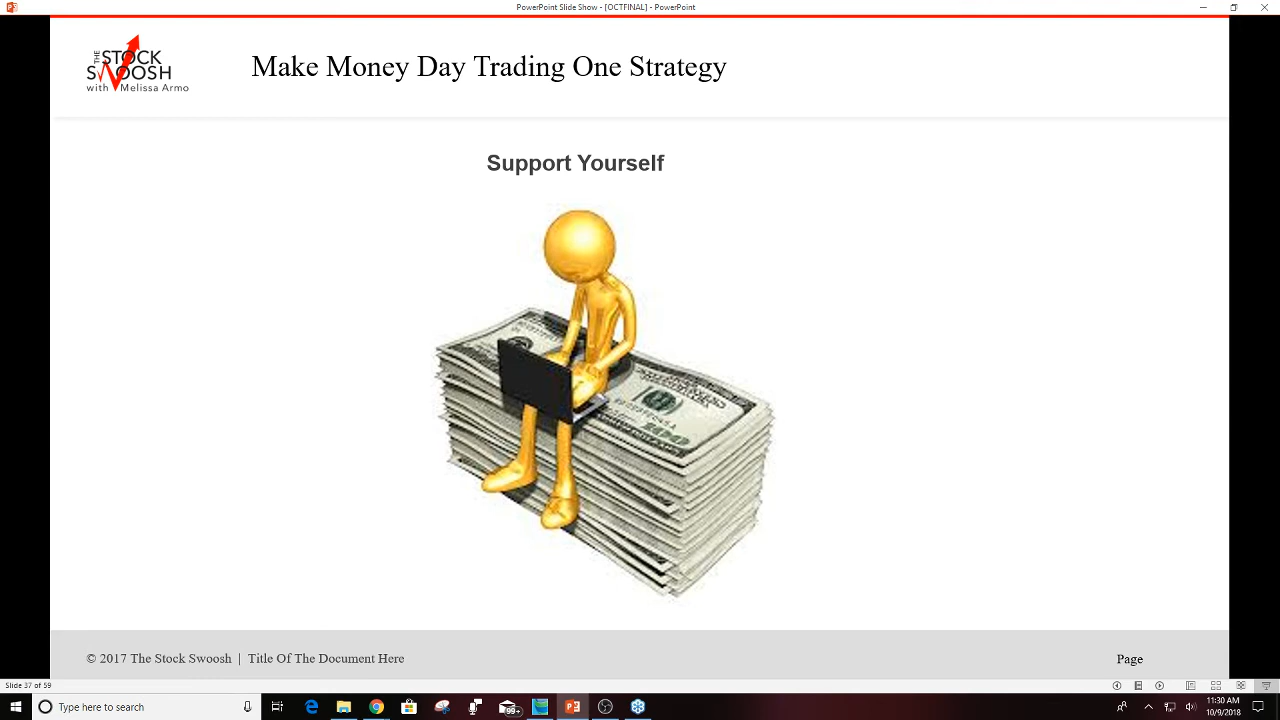 PowerPoint Slide Show - [OCTFINAL] - PowerPoint
THE
STOCK
SWOOSH
with Melissa Armo
Make Money Day Trading One Strategy
Support Yourself
100
© 2017 The Stock Swoosh | Title Of The Document Here
Page
Slide 37 of 59
Type here to search
99+
11:30 AM
10/9/2018